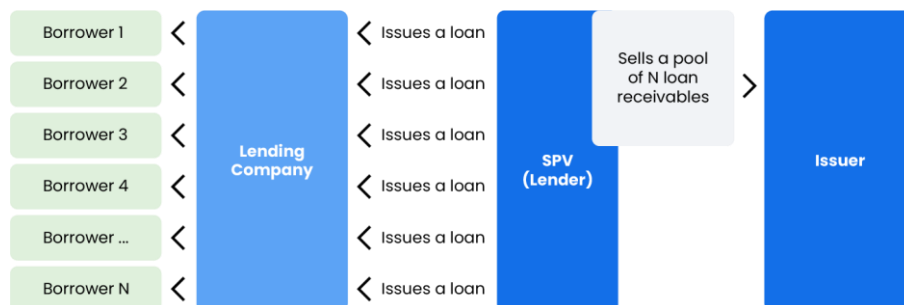 Borrower 1
Issues a loan
Borrower 2
Issues a loan
Borrower 3
Issues a loan
Borrower 4
Issues a loan
Borrower ...
Issues a loan
Borrower N
Issues a loan
Lending
Company
SPV
(Lender)
Sells a pool
of N loan
receivables
Issuer